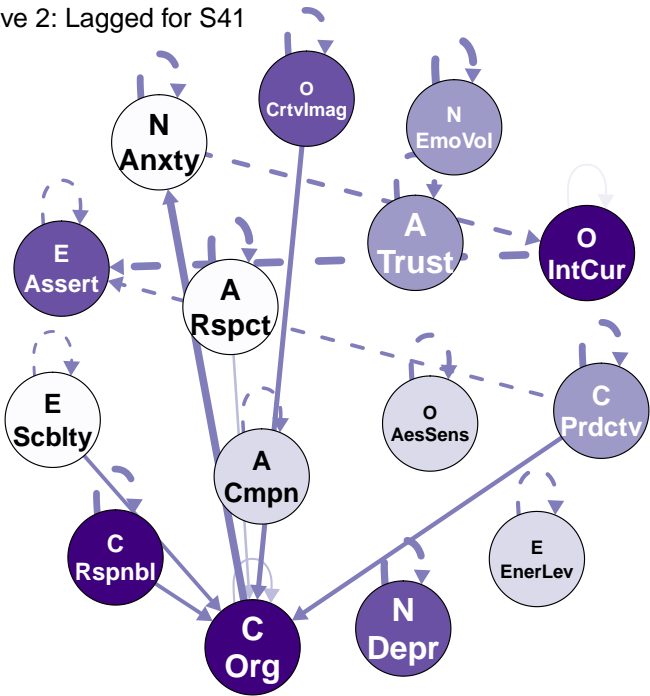 ve 2: Lagged for S41
O
CrtvImag
N
Anxty
N
EmoVol
A
Trust
O
IntCur
E
Assert
A
Rspct
E
Scblty
O
AesSens
C
Prdctv
A
Cmpn
C
Rspnbl
E
EnerLev
C
Org
N
Depr